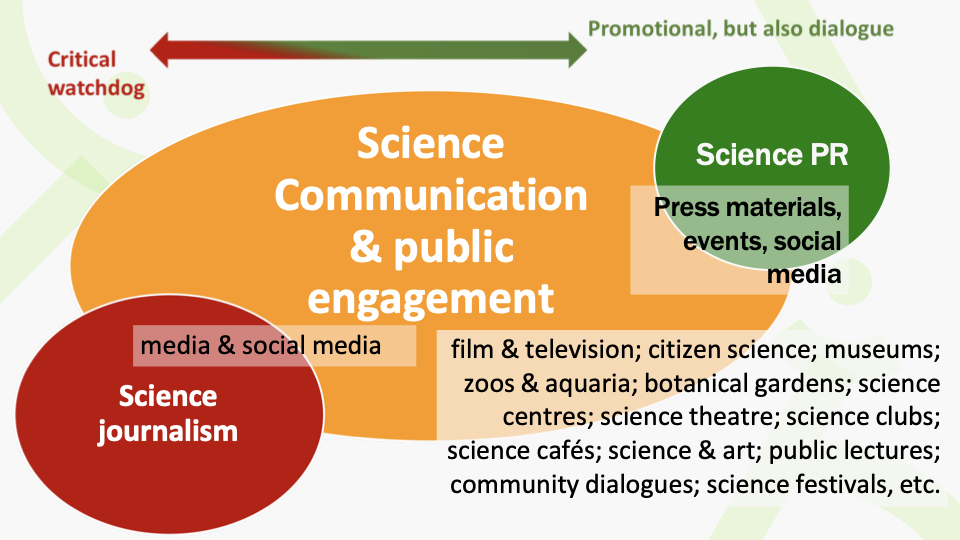 Promotional, but also dialogue
Critical
watchdog
Science
Communication
& public
engagement
Science PR
Press materials,
events, social
media
media & social media
Science
journalism
film & television; citizen science; museums;
zoos & aquaria; botanical gardens; science
centres; science theatre; science clubs;
science cafés; science & art; public lectures;
community dialogues; science festivals, etc.